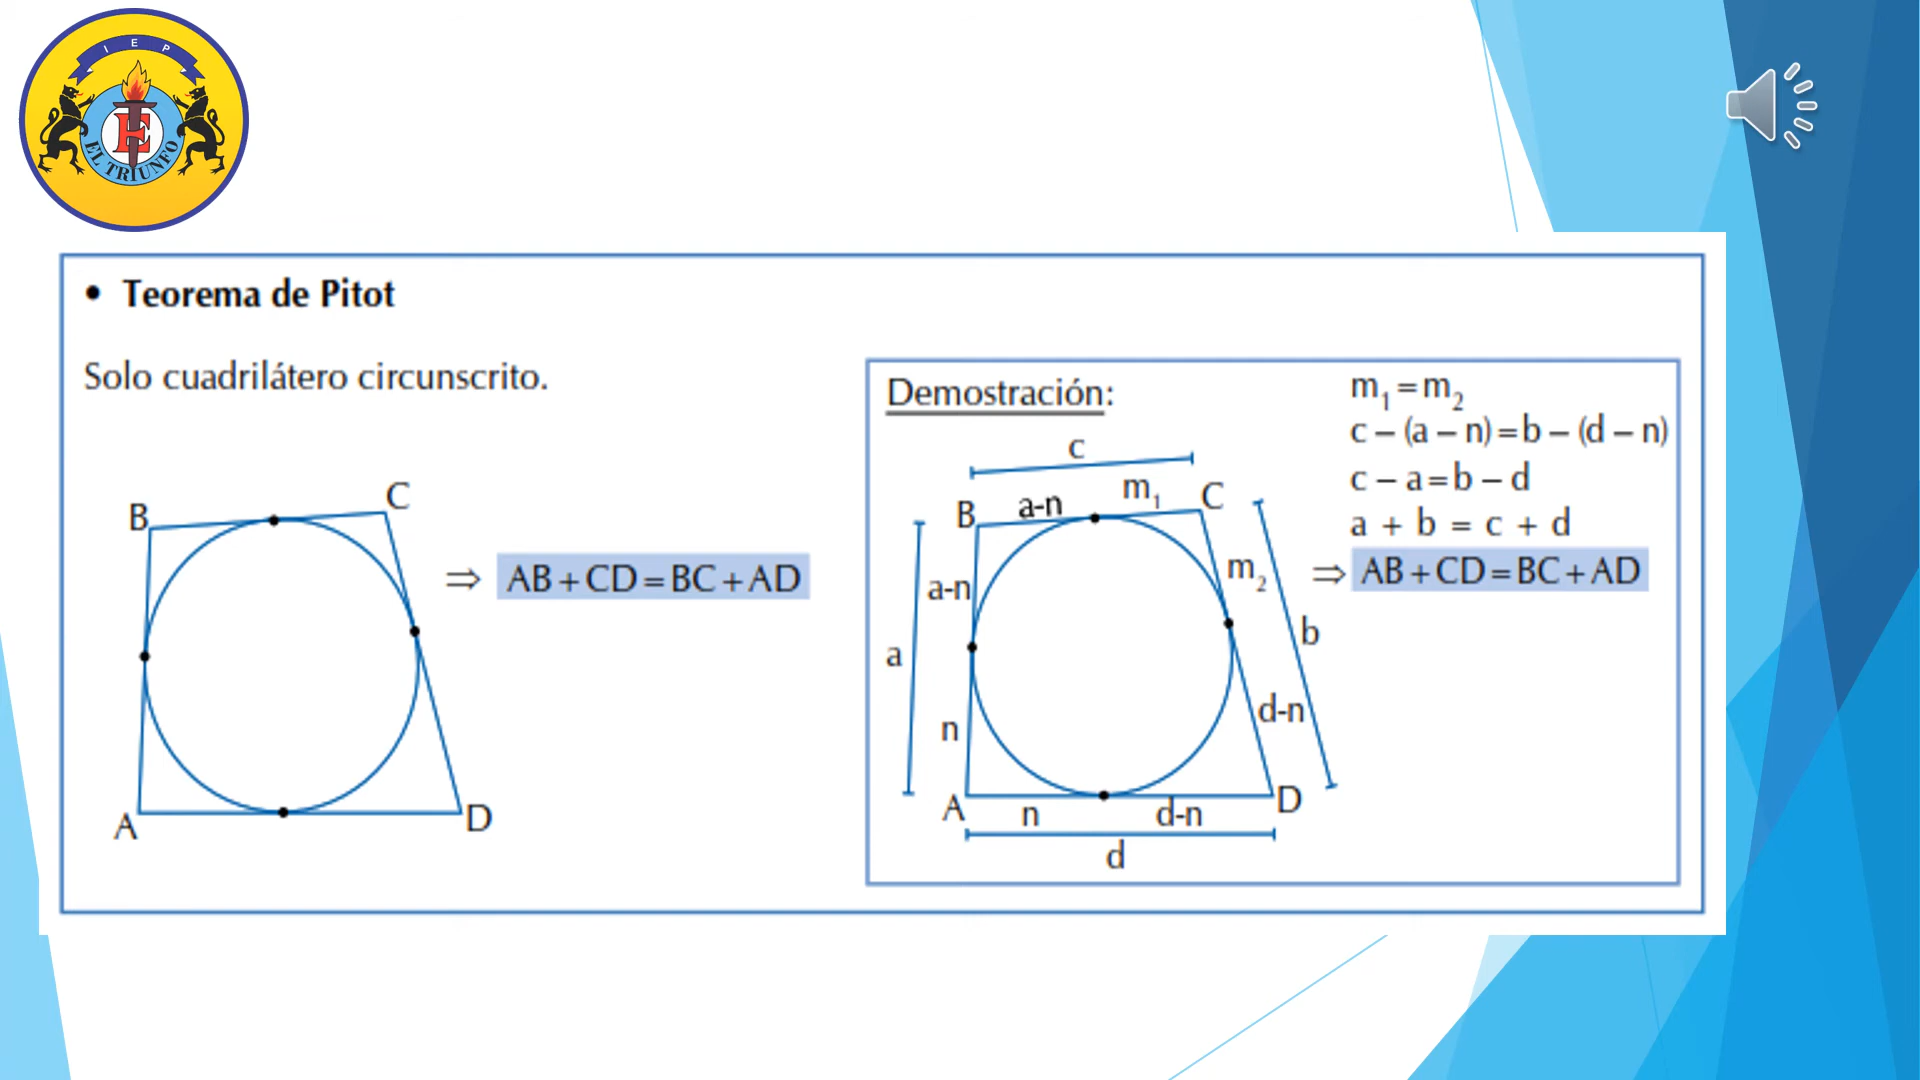 I E P
EL TRIUNFO
E
• Teorema de Pitot
Solo cuadrilátero circunscrito.
B
C
A
D
⇒ AB + CD = BC + AD
Demostración:
c
B
a-n
m₁
C
a-n
m₂
a
b
n
d-n
A
n
d-n
D
d
m₁ = m₂
c – (a – n) = b – (d – n)
c – a = b – d
a + b = c + d
⇒ AB + CD = BC + AD